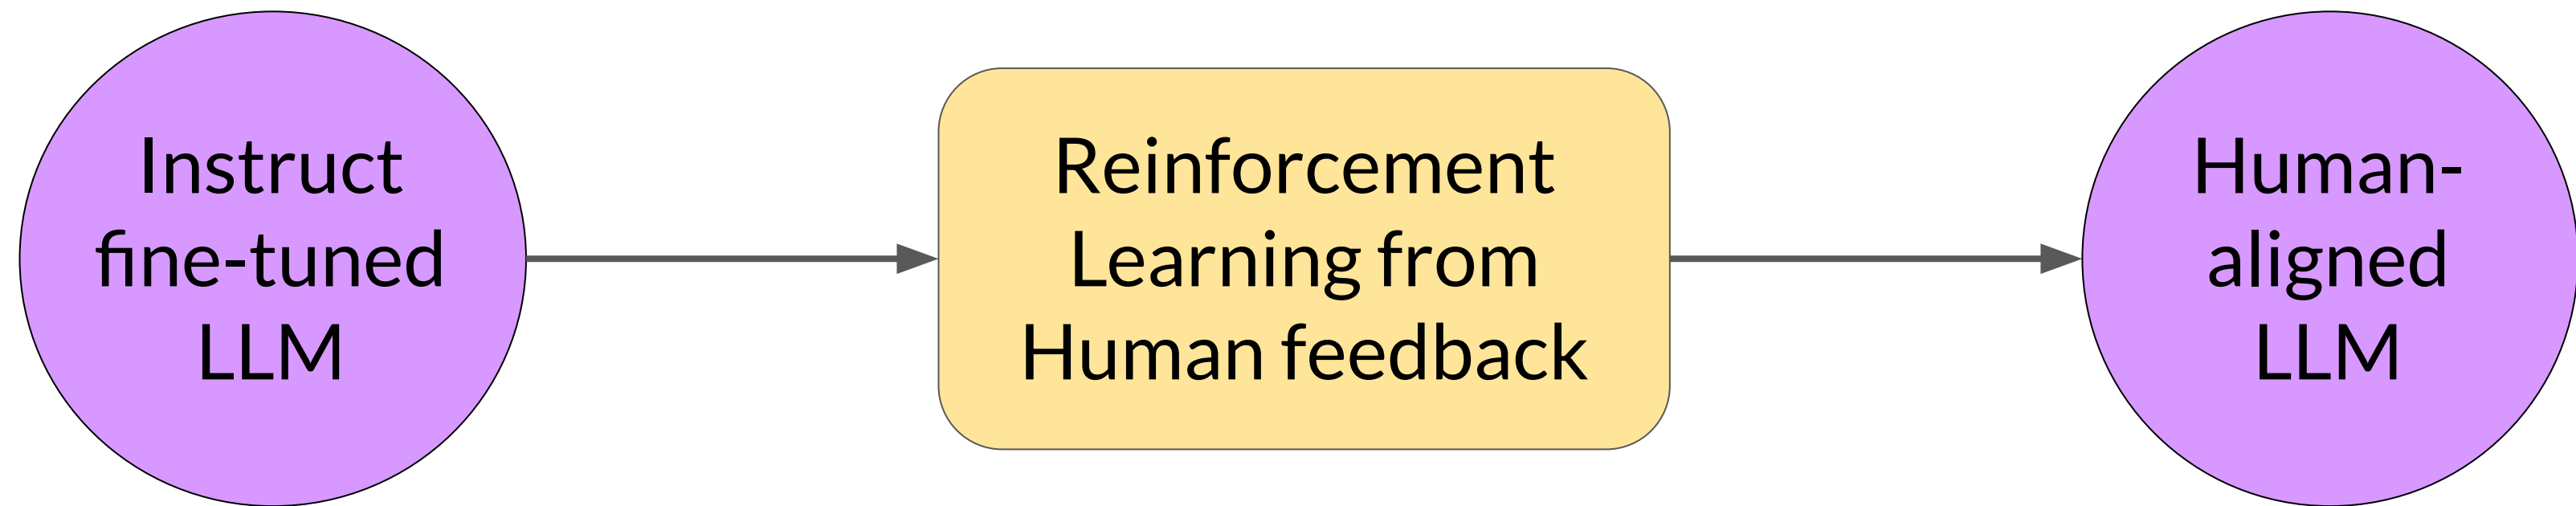 Instruct
fine-tuned
LLM
Reinforcement
Learning from
Human feedback
Human-
aligned
LLM